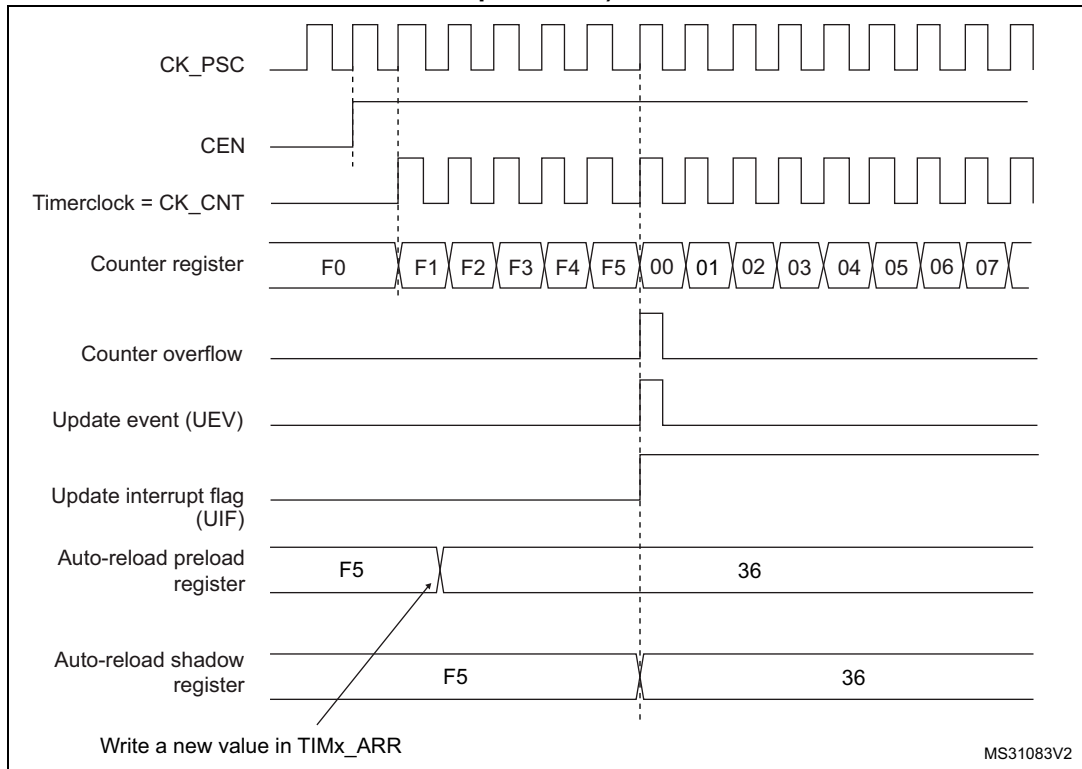 CK_PSC
CEN
Timerclock = CK_CNT
Counter register
F0 F1 F2 F3 F4 F5 00 01 02 03 04 05 06 07
Counter overflow
Update event (UEV)
Update interrupt flag
(UIF)
Auto-reload preload
register
F5 36
Auto-reload shadow
register
F5 36
Write a new value in TIMx_ARR
MS31083V2